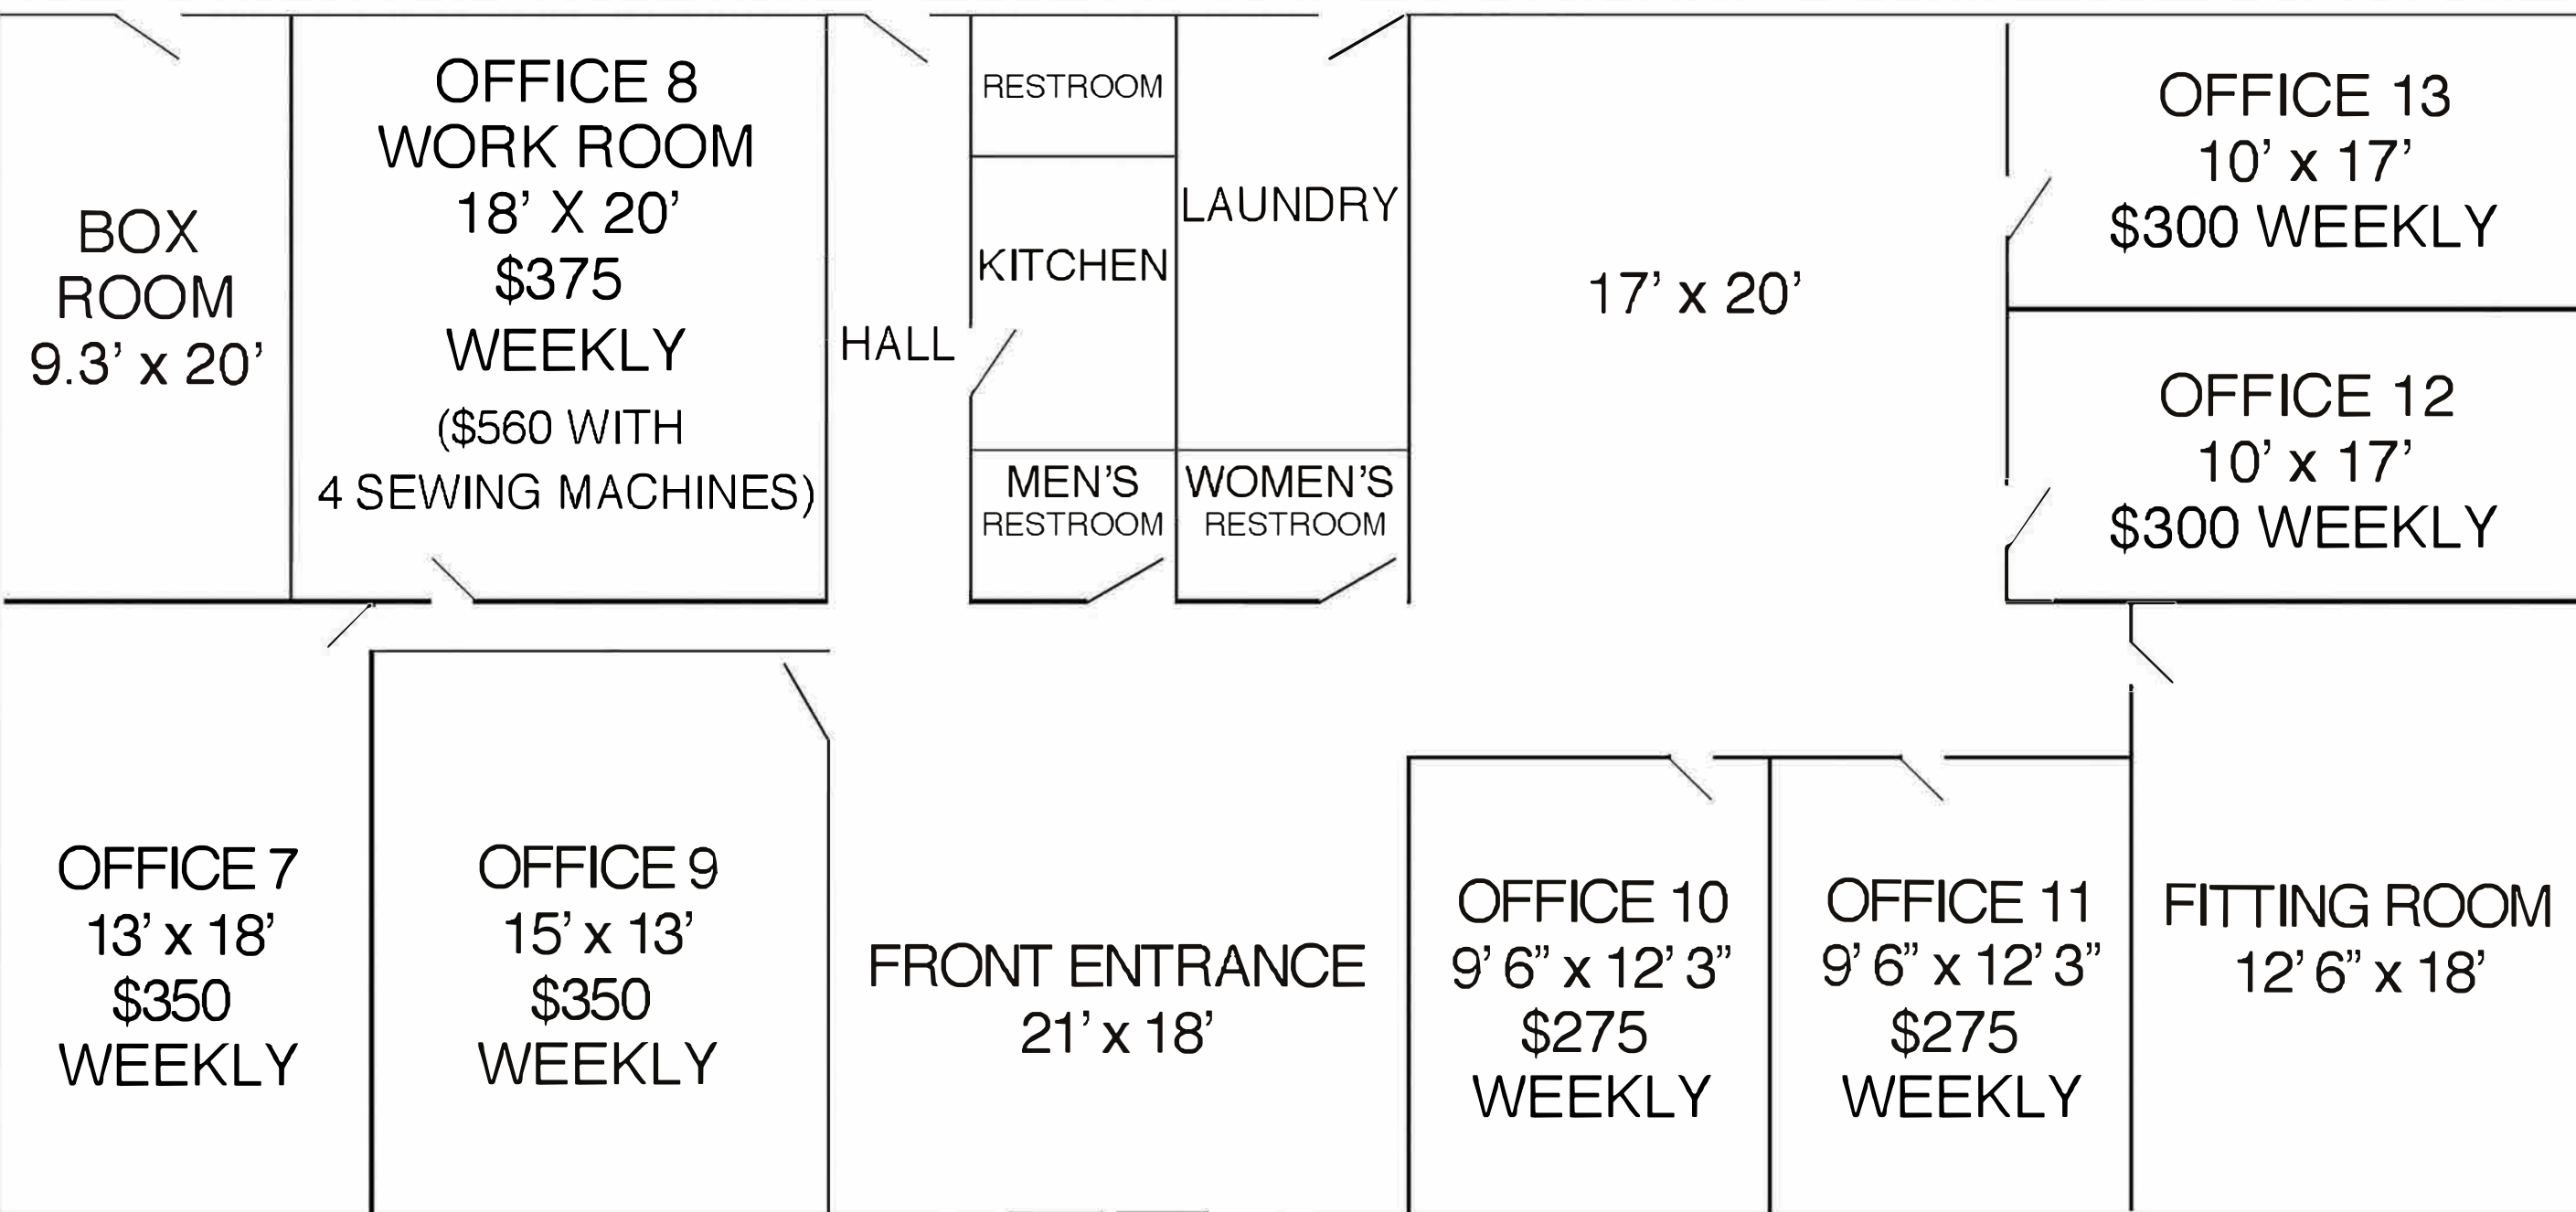 BOX
ROOM
9.3’ x 20’
OFFICE 8
WORK ROOM
18’ X 20’
$375
WEEKLY
($560 WITH
4 SEWING MACHINES)
HALL
RESTROOM
KITCHEN
LAUNDRY
MEN’S
RESTROOM
WOMEN’S
RESTROOM
17’ x 20’
OFFICE 13
10’ x 17’
$300 WEEKLY
OFFICE 12
10’ x 17’
$300 WEEKLY
OFFICE 7
13’ x 18’
$350
WEEKLY
OFFICE 9
15’ x 13’
$350
WEEKLY
FRONT ENTRANCE
21’ x 18’
OFFICE 10
9’ 6” x 12’ 3”
$275
WEEKLY
OFFICE 11
9’ 6” x 12’ 3”
$275
WEEKLY
FITTING ROOM
12’ 6” x 18’